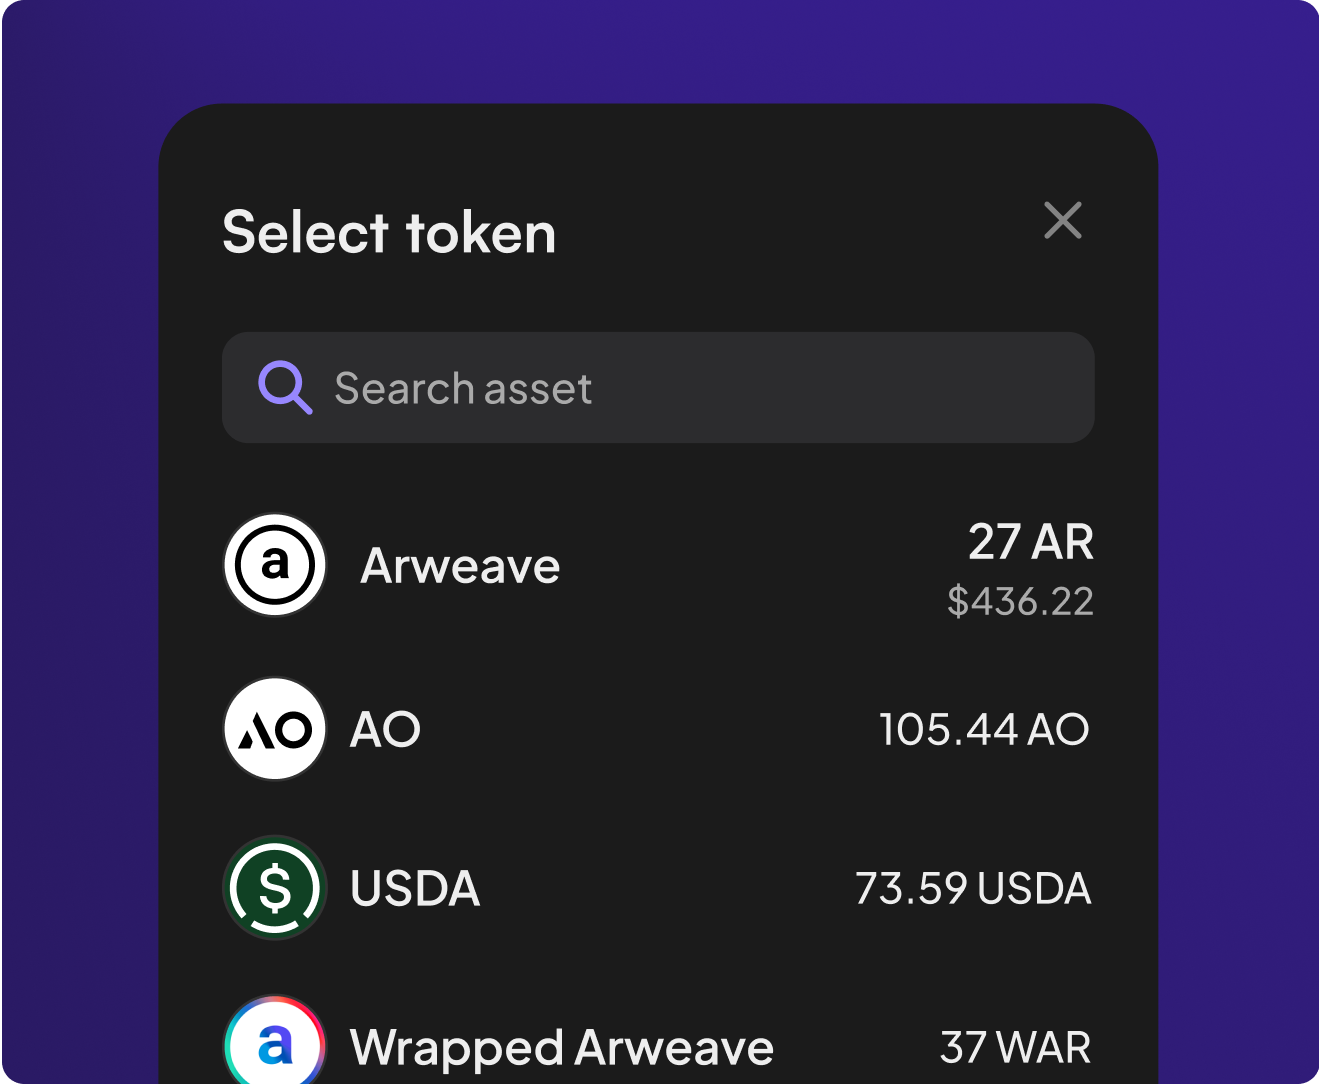 Select token
Search asset
a Arweave 27 AR
$436.22
AO AO 105.44 AO
$ USDA 73.59 USDA
a Wrapped Arweave 37 WAR